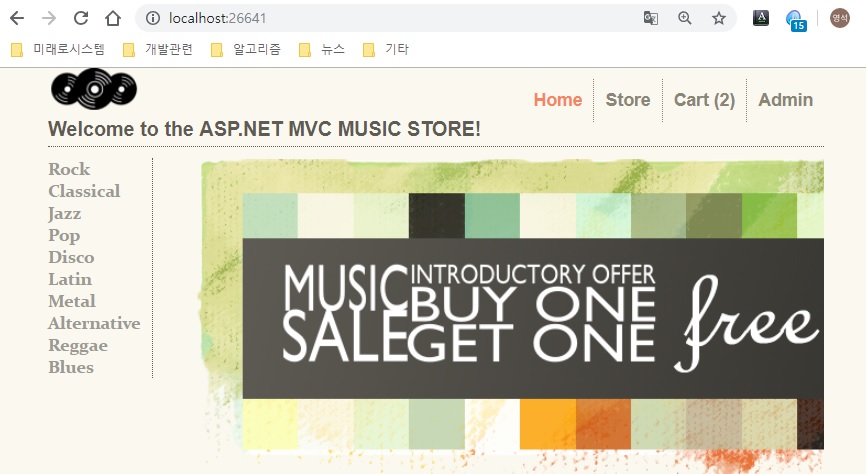 localhost:26641
A
15
영석
미래로시스템 개발관련 알고리즘 뉴스 기타
Home Store Cart (2) Admin
Welcome to the ASP.NET MVC MUSIC STORE!
Rock
Classical
Jazz
Pop
Disco
Latin
Metal
Alternative
Reggae
Blues
MUSIC SALE
INTRODUCTORY OFFER
BUY ONE
GET ONE
free